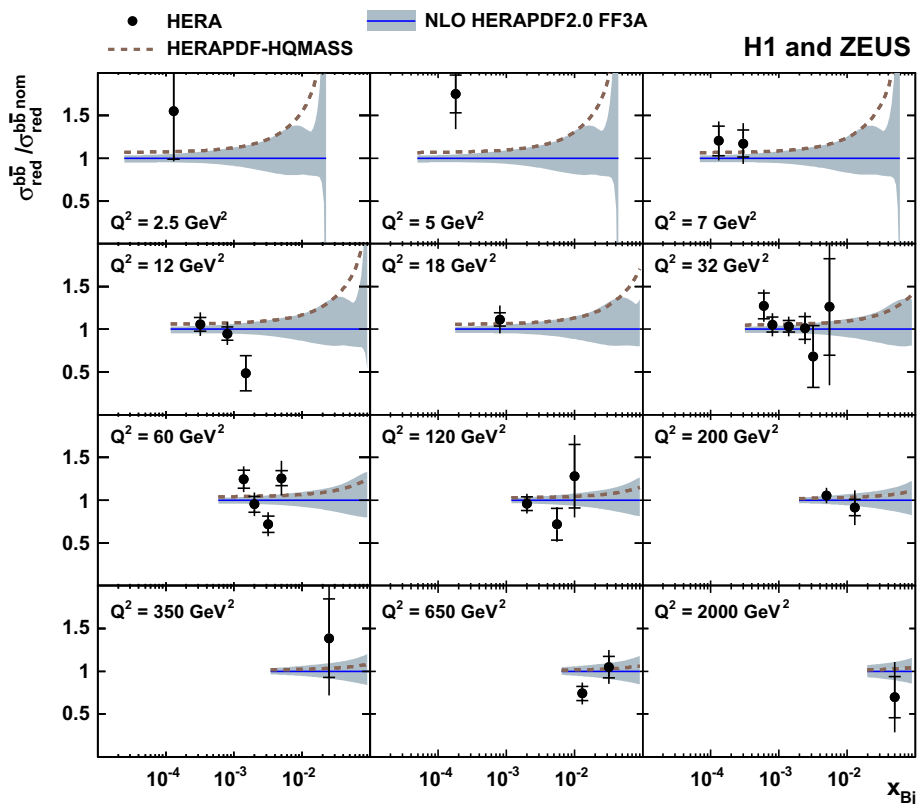 HERA
NLO HERAPDF2.0 FF3A
HERAPDF-HQMASS
H1 and ZEUS
σ_red^{bb̅} /σ_red^{bb̅ nom}
1.5
1
0.5
Q² = 2.5 GeV²
Q² = 5 GeV²
Q² = 7 GeV²
1.5
1
0.5
Q² = 12 GeV²
Q² = 18 GeV²
Q² = 32 GeV²
1.5
1
0.5
Q² = 60 GeV²
Q² = 120 GeV²
Q² = 200 GeV²
1.5
1
0.5
Q² = 350 GeV²
Q² = 650 GeV²
Q² = 2000 GeV²
10⁻⁴ 10⁻³ 10⁻² 10⁻⁴ 10⁻³ 10⁻² 10⁻⁴ 10⁻³ 10⁻²
x_Bj